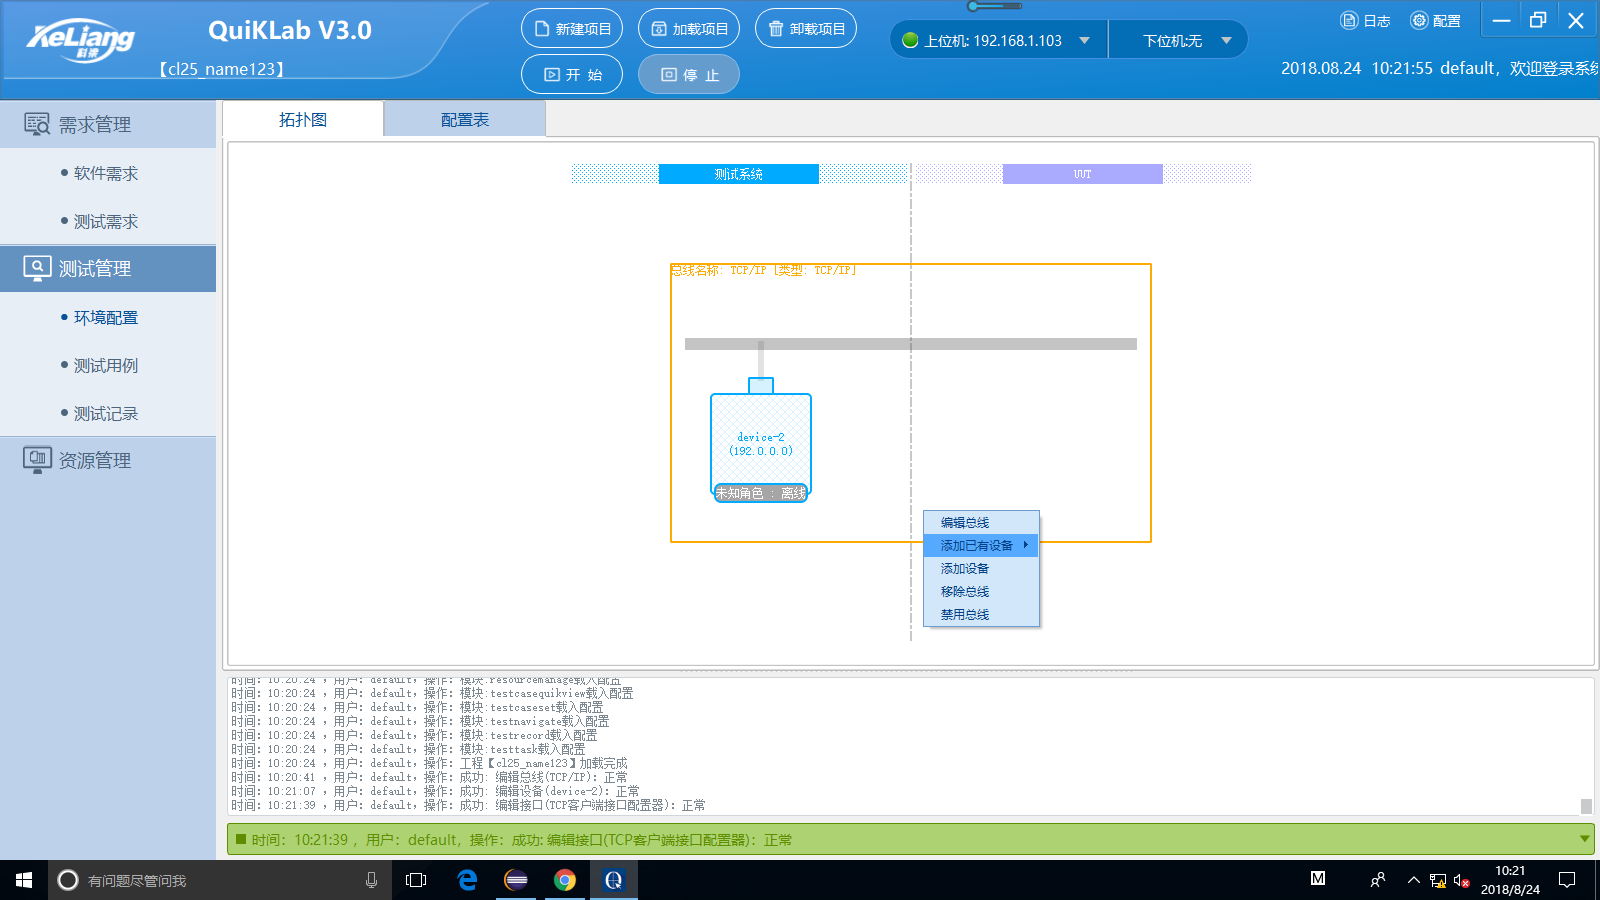 KeLiang
科梁
QuiKLab V3.0
【cl25_name123】
新建项目
加载项目
卸载项目
开 始
停 止
上位机: 192.168.1.103
下位机:无
日志
配置
2018.08.24 10:21:55 default，欢迎登录系统
需求管理
软件需求
测试需求
测试管理
环境配置
测试用例
测试记录
资源管理
拓扑图
配置表
测试系统
UUT
总线名称: TCP/IP [类型: TCP/IP]
device-2
(192.0.0.0)
未知角色 : 离线
编辑总线
添加已有设备
添加设备
移除总线
禁用总线
时间: 10:20:24 , 用户: default, 操作: 模块:resourcemanage载入配置
时间: 10:20:24 , 用户: default, 操作: 模块:testcasequikview载入配置
时间: 10:20:24 , 用户: default, 操作: 模块:testcaseset载入配置
时间: 10:20:24 , 用户: default, 操作: 模块:testnavigate载入配置
时间: 10:20:24 , 用户: default, 操作: 模块:testrecord载入配置
时间: 10:20:24 , 用户: default, 操作: 模块:testtask载入配置
时间: 10:20:24 , 用户: default, 操作: 工程【cl25_name123】加载完成
时间: 10:20:41 , 用户: default, 操作: 成功: 编辑总线(TCP/IP): 正常
时间: 10:21:07 , 用户: default, 操作: 成功: 编辑设备(device-2): 正常
时间: 10:21:39 , 用户: default, 操作: 成功: 编辑接口(TCP客户端接口配置器): 正常
时间: 10:21:39 , 用户: default, 操作: 成功: 编辑接口(TCP客户端接口配置器): 正常
有问题尽管问我
M
10:21
2018/8/24